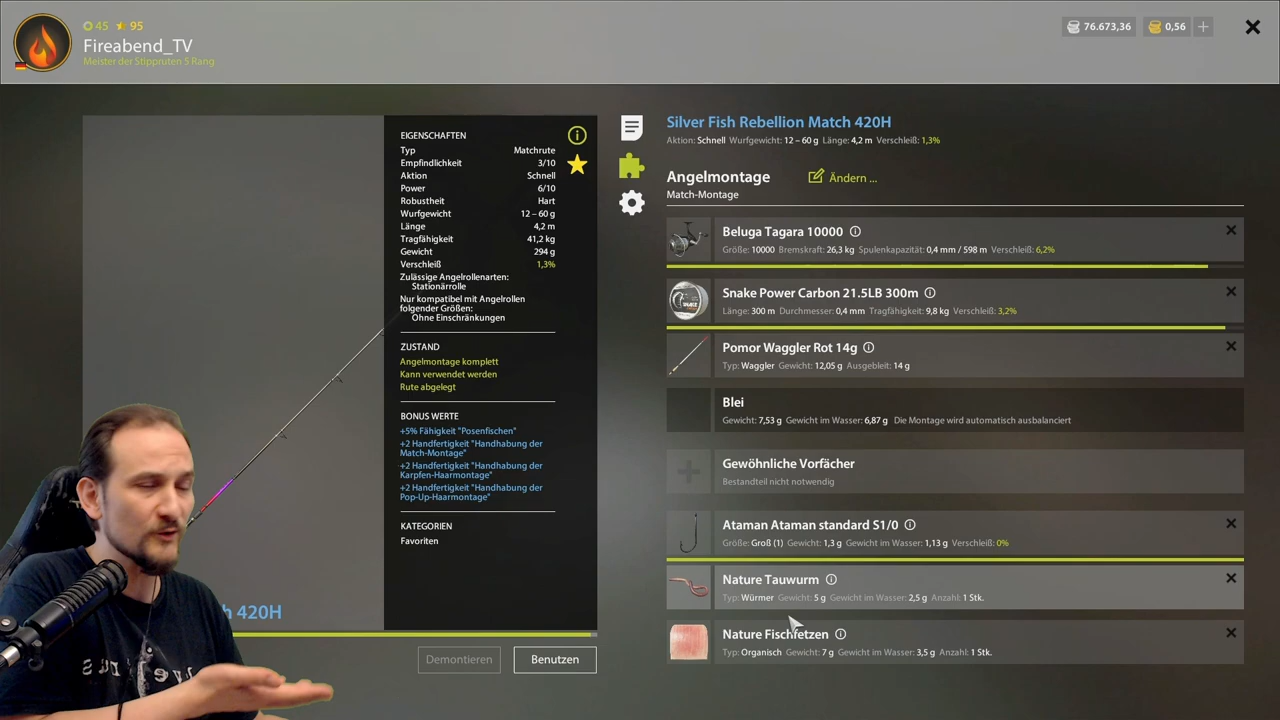 45 95
Fireabend_TV
Meister der Stippruten 5 Rang
76.673,36
0,56
EIGENSCHAFTEN
Typ Matchrute
Empfindlichkeit 3/10
Aktion Schnell
Power 6/10
Robustheit Hart
Wurfgewicht 12 – 60 g
Länge 4,2 m
Tragfähigkeit 41,2 kg
Gewicht 294 g
Verschleiß 1,3%
Zulässige Angelrollenarten:
Stationärrolle
Nur kompatibel mit Angelrollen
folgender Größen:
Ohne Einschränkungen
ZUSTAND
Angelmontage komplett
Kann verwendet werden
Rute abgelegt
BONUS WERTE
+5% Fähigkeit "Posenfischen"
+2 Handfertigkeit "Handhabung der
Match-Montage"
+2 Handfertigkeit "Handhabung der
Karpfen-Haarmontage"
+2 Handfertigkeit "Handhabung der
Pop-Up-Haarmontage"
KATEGORIEN
Favoriten
420H
Demontieren
Benutzen
Silver Fish Rebellion Match 420H
Aktion: Schnell Wurfgewicht: 12 – 60 g Länge: 4,2 m Verschleiß: 1,3%
Angelmontage
Ändern ...
Match-Montage
Beluga Tagara 10000
Größe: 10000 Bremskraft: 26,3 kg Spulenkapazität: 0,4 mm / 598 m Verschleiß: 6,2%
Snake Power Carbon 21.5LB 300m
Länge: 300 m Durchmesser: 0,4 mm Tragfähigkeit: 9,8 kg Verschleiß: 3,2%
Pomor Waggler Rot 14g
Typ: Waggler Gewicht: 12,05 g Ausgebleit: 14 g
Blei
Gewicht: 7,53 g Gewicht im Wasser: 6,87 g Die Montage wird automatisch ausbalanciert
Gewöhnliche Vorfächer
Bestandteil nicht notwendig
Ataman Ataman standard S1/0
Größe: Groß (1) Gewicht: 1,3 g Gewicht im Wasser: 1,13 g Verschleiß: 0%
Nature Tauwurm
Typ: Würmer Gewicht: 5 g Gewicht im Wasser: 2,5 g Anzahl: 1 Stk.
Nature Fischfetzen
Typ: Organisch Gewicht: 7 g Gewicht im Wasser: 3,5 g Anzahl: 1 Stk.